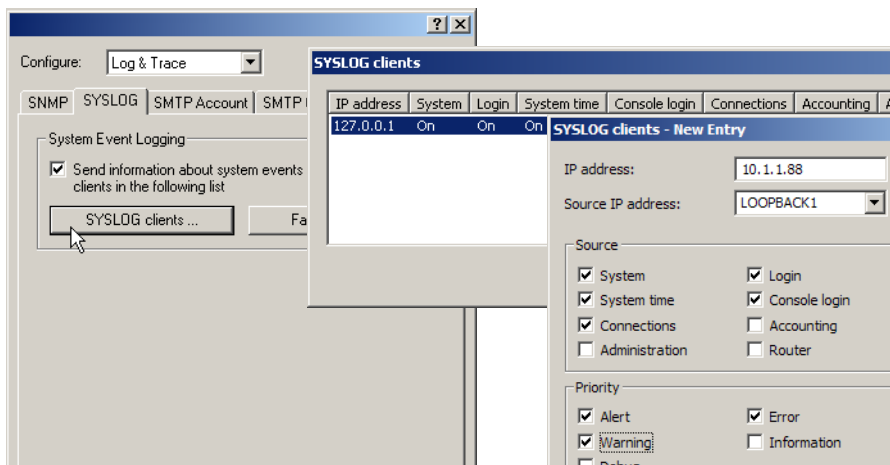 Configure: Log & Trace
SNMP SYSLOG SMTP Account SMTP
System Event Logging
Send information about system events
clients in the following list
SYSLOG clients ... Fa
SYSLOG clients
IP address System Login System time Console login Connections Accounting A
127.0.0.1 On On On
SYSLOG clients - New Entry
IP address: 10.1.1.88
Source IP address: LOOPBACK1
Source
System Login
System time Console login
Connections Accounting
Administration Router
Priority
Alert Error
Warning Information
Debug